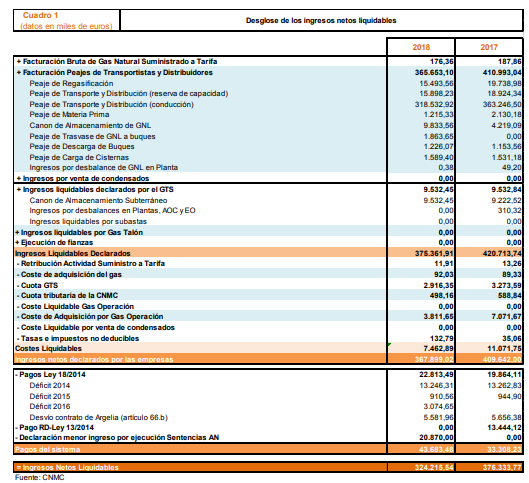 Cuadro 1
(datos en miles de euros)
Desglose de los ingresos netos liquidables
2018 2017
+ Facturación Bruta de Gas Natural Suministrado a Tarifa 176,36 187,86
+ Facturación Peajes de Transportistas y Distribuidores 365.653,10 410.993,04
Peaje de Regasificación 15.493,56 19.738,98
Peaje de Transporte y Distribución (reserva de capacidad) 15.898,23 18.924,34
Peaje de Transporte y Distribución (conducción) 318.532,92 363.246,50
Peaje de Materia Prima 1.215,33 2.130,18
Canon de Almacenamiento de GNL 9.833,56 4.219,09
Peaje de Trasvase de GNL a buques 1.863,65 0,00
Peaje de Descarga de Buques 1.226,07 1.153,56
Peaje de Carga de Cisternas 1.589,40 1.531,18
Ingresos por desbalance de GNL en Planta 0,38 49,20
+ Ingresos por venta de condensados 0,00 0,00
+ Ingresos liquidables declarados por el GTS 9.532,45 9.532,84
Canon de Almacenamiento Subterráneo 9.532,45 9.222,52
Ingresos por desbalances en Plantas, AOC y EO 0,00 310,32
Ingresos liquidables por subastas 0,00 0,00
+ Ingresos liquidables por Gas Talón 0,00 0,00
+ Ejecución de fianzas 0,00 0,00
Ingresos Liquidables Declarados 375.361,91 420.713,74
- Retribución Actividad Suministro a Tarifa 11,91 13,26
- Coste de adquisición del gas 92,03 89,33
- Cuota GTS 2.916,35 3.273,59
- Cuota tributaria de la CNMC 498,16 588,84
- Coste Liquidable Gas Operación 0,00 0,00
- Coste de Adquisición por Gas Operación 3.811,65 7.071,67
- Coste Liquidable por venta de condensados 0,00 0,00
- Tasas e impuestos no deducibles 132,79 35,06
Costes Liquidables 7.462,89 11.071,75
Ingresos netos declarados por las empresas 367.899,02 409.642,00
- Pagos Ley 18/2014 22.813,49 19.864,11
Déficit 2014 13.246,31 13.262,83
Déficit 2015 910,56 944,90
Déficit 2016 3.074,65
Desvío contrato de Argelia (artículo 66.b) 5.581,96 5.656,38
- Pago RD-Ley 13/2014 0,00 13.444,12
- Declaración menor ingreso por ejecución Sentencias AN 20.870,00 0,00
Pagos del sistema 43.683,49 33.308,23
= Ingresos Netos Liquidables 324.215,54 376.333,77
Fuente: CNMC